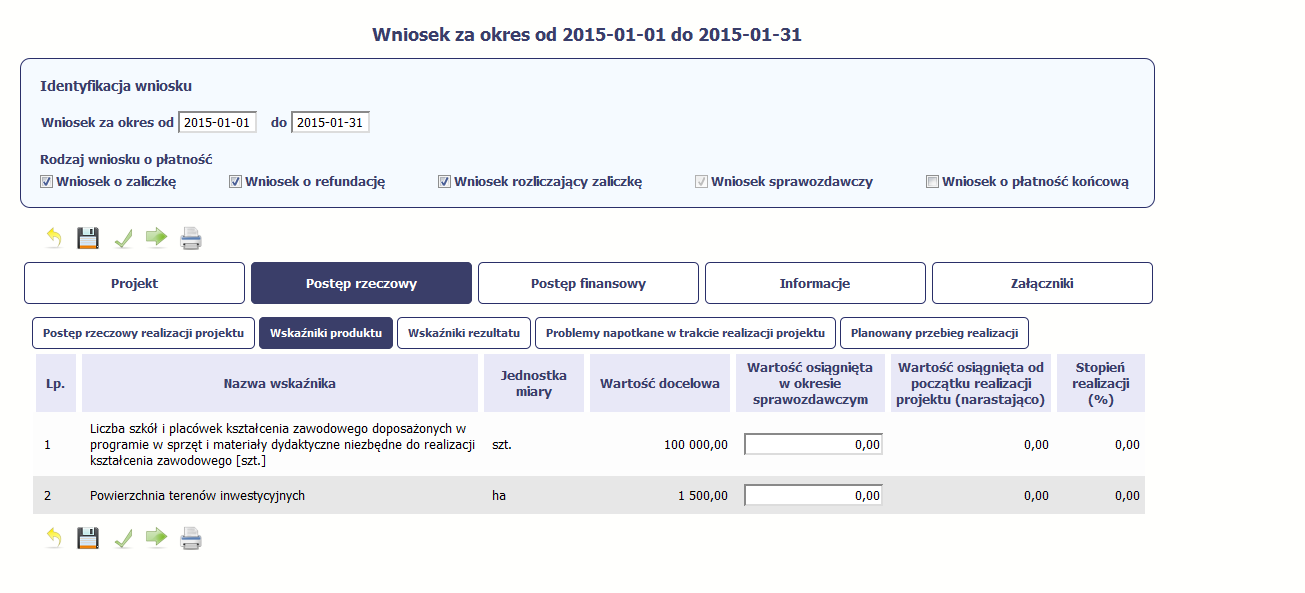 Wniosek za okres od 2015-01-01 do 2015-01-31
Identyfikacja wniosku
Wniosek za okres od 2015-01-01 do 2015-01-31
Rodzaj wniosku o płatność
Wniosek o zaliczkę Wniosek o refundację Wniosek rozliczający zaliczkę Wniosek sprawozdawczy Wniosek o płatność końcową
Projekt Postęp rzeczowy Postęp finansowy Informacje Załączniki
Postęp rzeczowy realizacji projektu Wskaźniki produktu Wskaźniki rezultatu Problemy napotkane w trakcie realizacji projektu Planowany przebieg realizacji
Lp.
Nazwa wskaźnika
Jednostka
miary
Wartość docelowa
Wartość osiągnięta
w okresie
sprawozdawczym
Wartość osiągnięta od
początku realizacji
projektu (narastająco)
Stopień
realizacji
(%)
1
Liczba szkół i placówek kształcenia zawodowego doposażonych w
programie w sprzęt i materiały dydaktyczne niezbędne do realizacji
kształcenia zawodowego [szt.]
szt. 100 000,00 0,00 0,00 0,00
2 Powierzchnia terenów inwestycyjnych ha 1 500,00 0,00 0,00 0,00